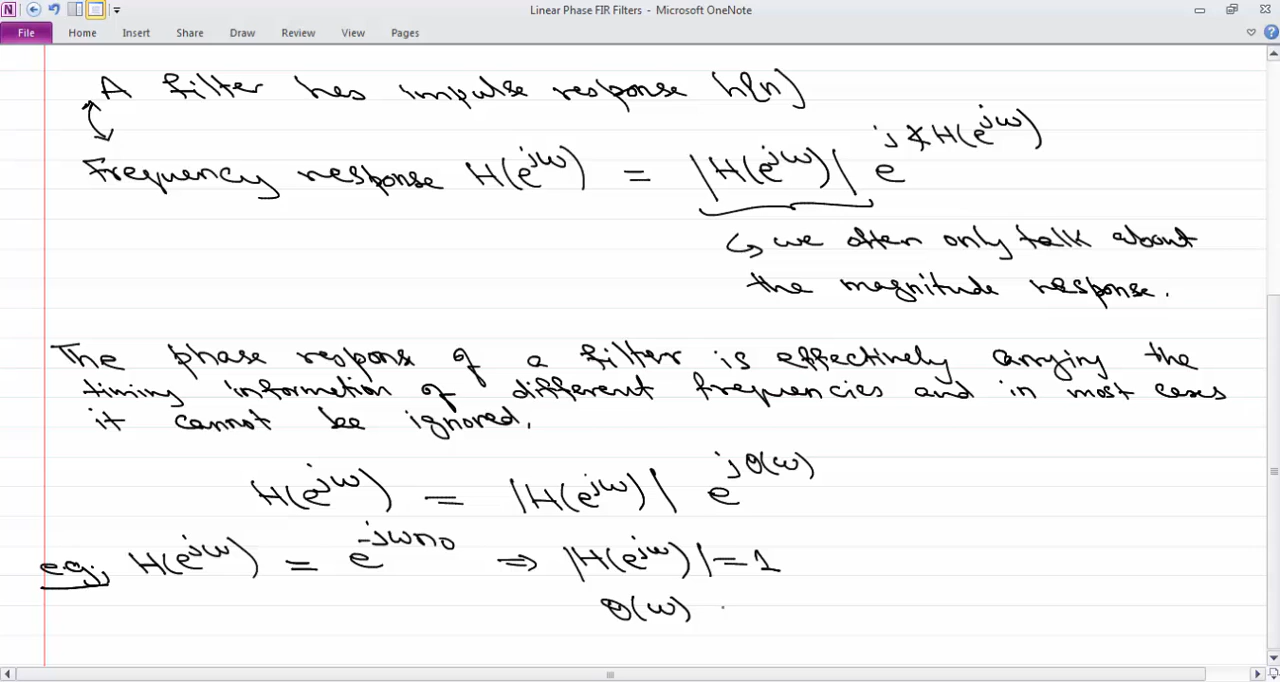 Linear Phase FIR Filters - Microsoft OneNote
File Home Insert Share Draw Review View Pages
A filter has impulse response h[n]
Frequency response H(e^{jω}) = |H(e^{jω})| e^{j∡H(e^{jω})}
↳ we often only talk about
the magnitude response.
The phase respons of a filter is effectively carrying the
timing information of different frequencies and in most cases
it cannot be ignored.
H(e^{jω}) = |H(e^{jω})| e^{jθ(ω)}
e.g., H(e^{jω}) = e^{-jωn₀} ⇒ |H(e^{jω})| = 1
θ(ω)